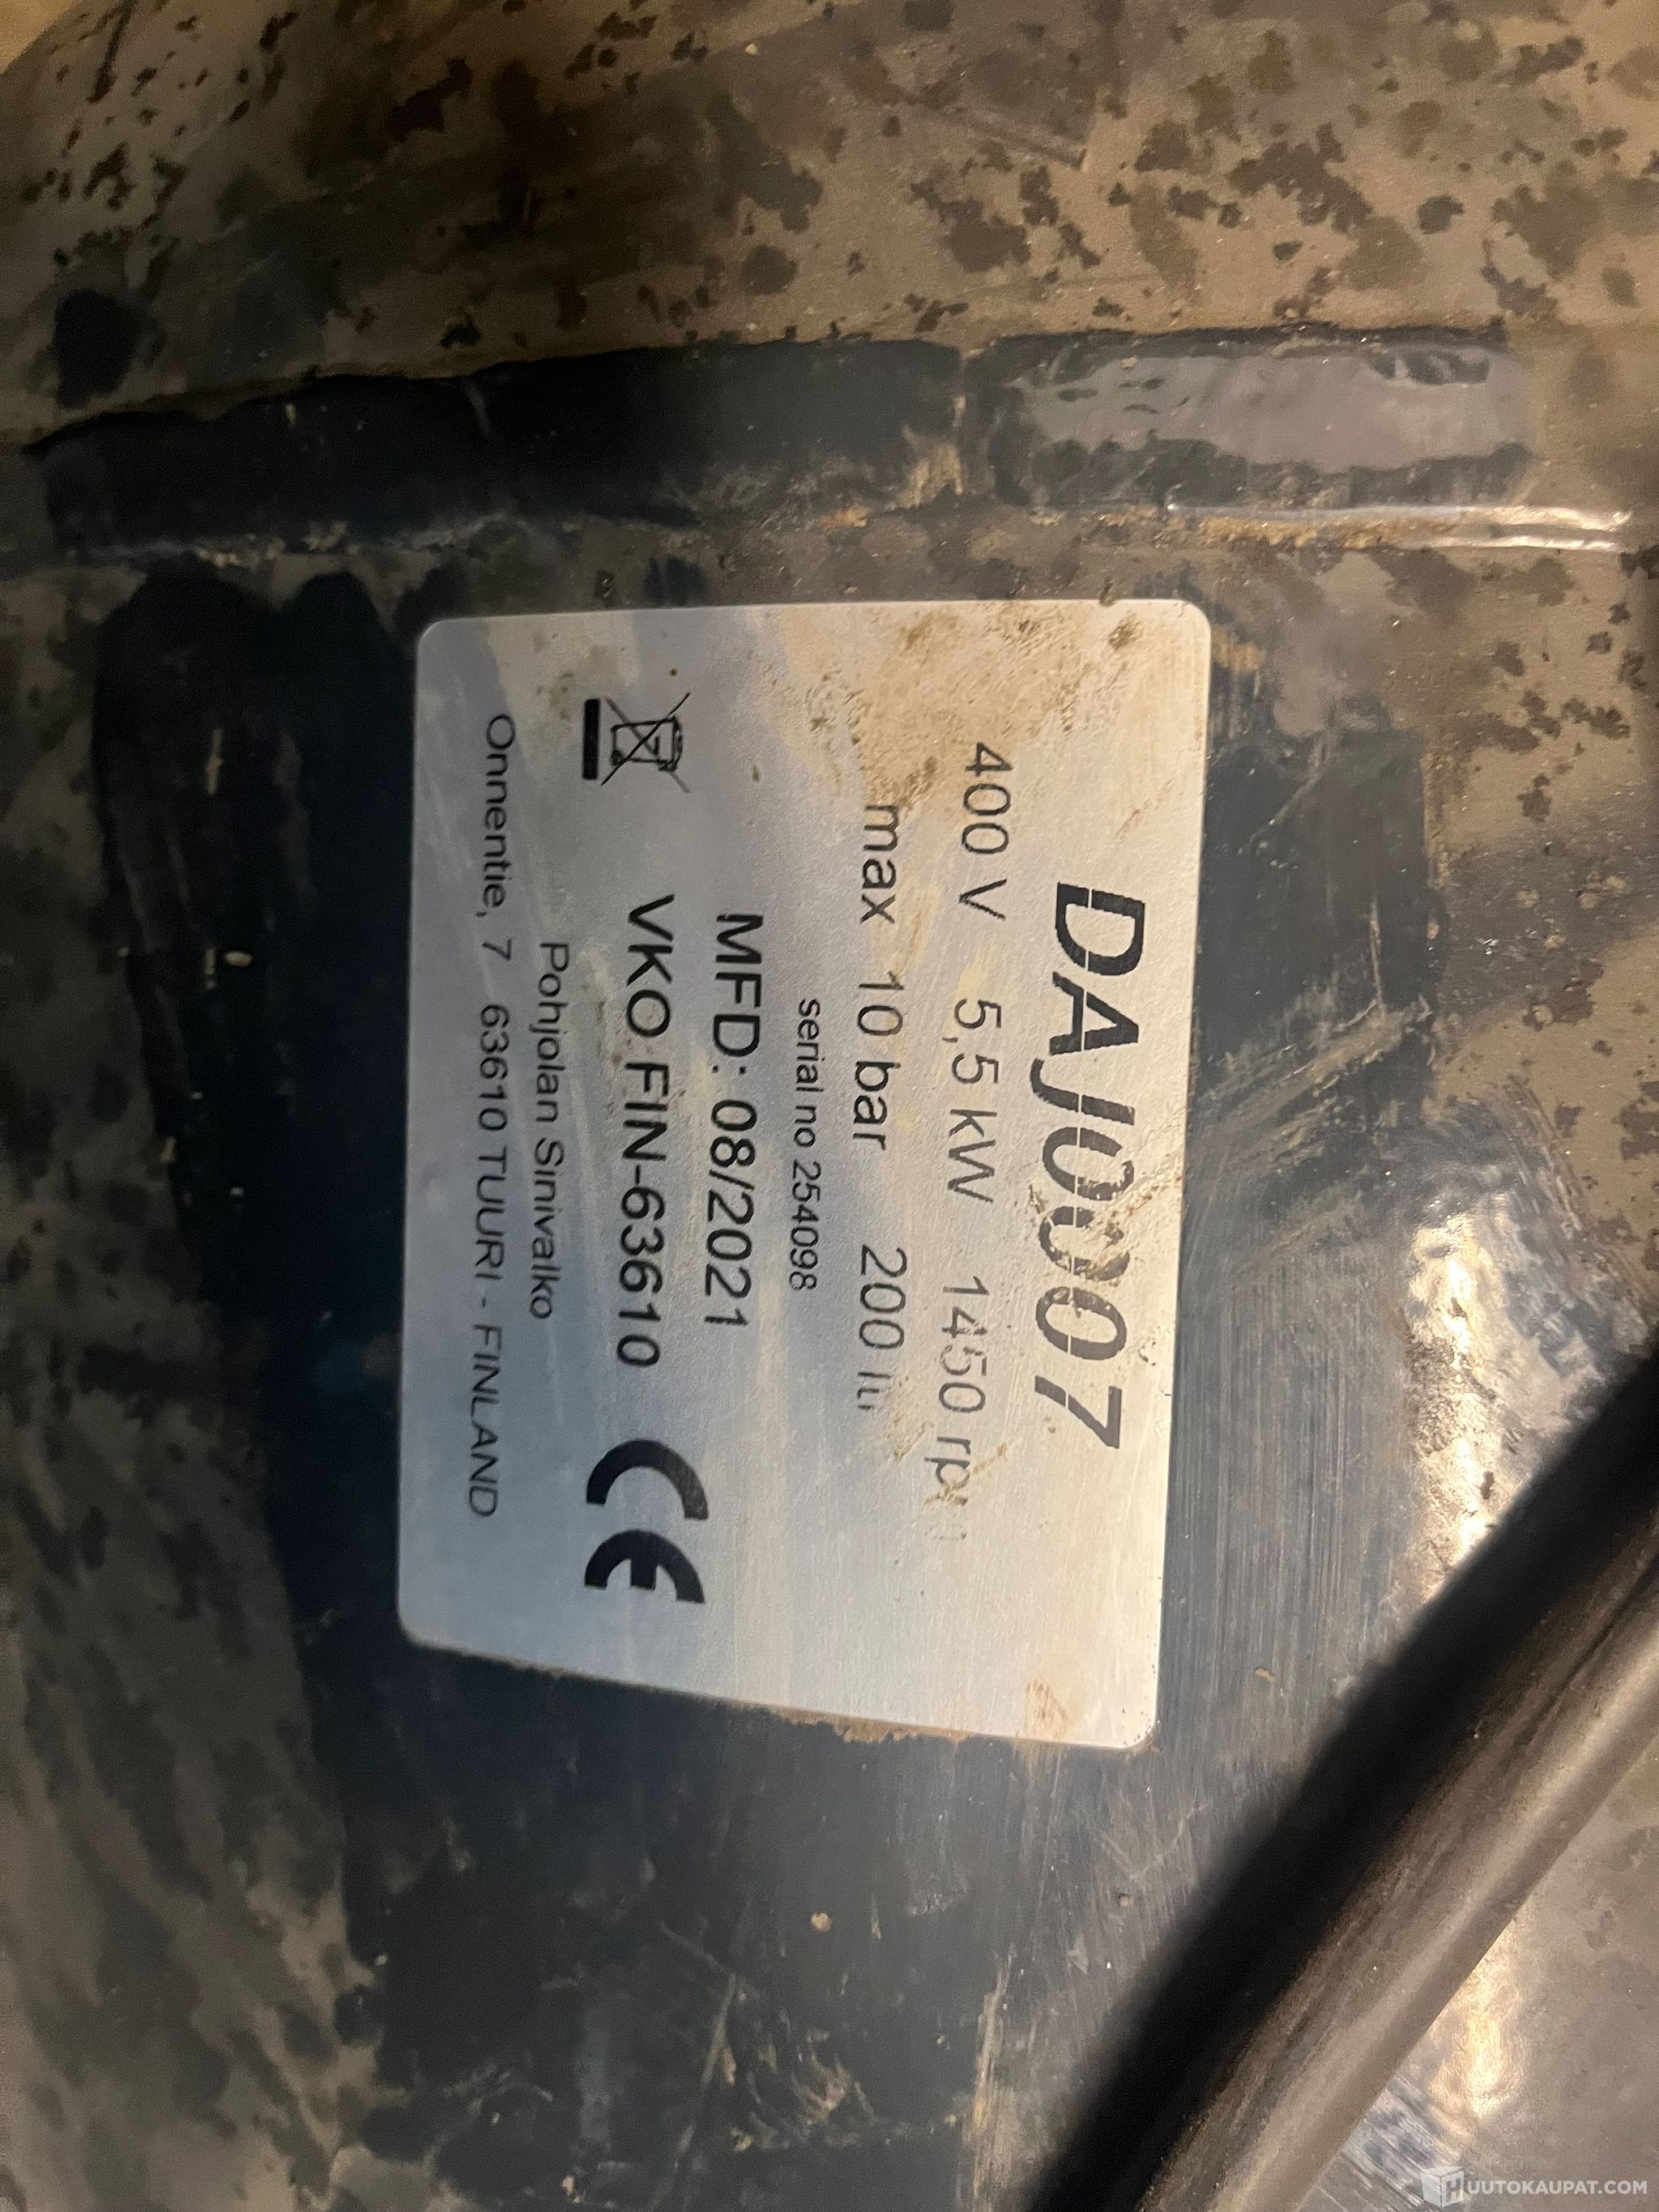 DAJ0007
400 V 5,5 kW 1450
max 10 bar 200
serial no 254098
MFD: 08/2021
VKO FIN-63610 CE
Pohjolan Sinivalko
Onnentie, 7 63610 TUURI - FINLAND
HUUTOKAUPAT.COM